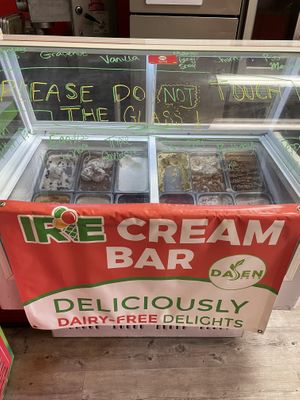 Vanilla
PLEASE DO NOT TOUCH
THE GLASS
IRIE CREAM
BAR
DASEN
DELICIOUSLY
DAIRY-FREE DELIGHTS